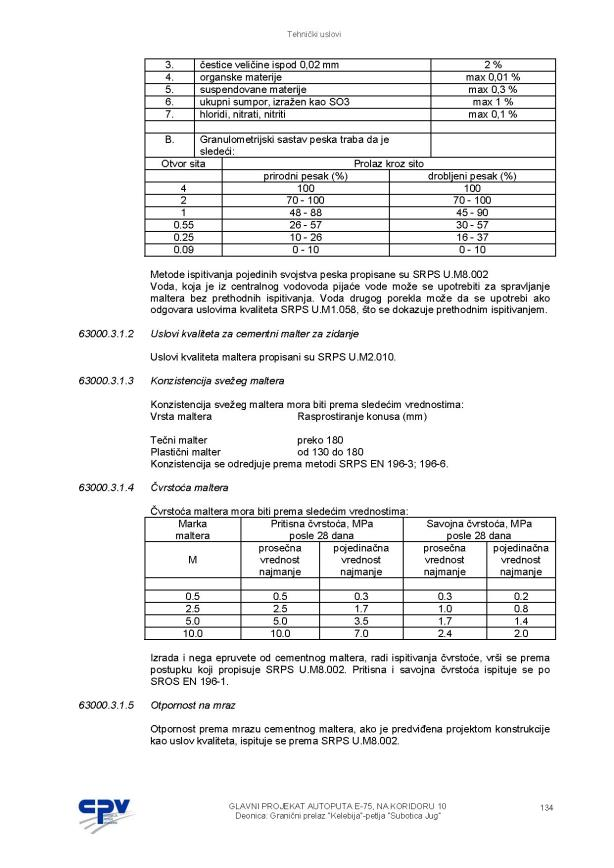 Tehnički uslovi
3. čestice veličine ispod 0,02 mm 2 %
4. organske materije max 0,01 %
5. suspendovane materije max 0,3 %
6. ukupni sumpor, izražen kao SO3 max 1 %
7. hloridi, nitrati, nitriti max 0,1 %
B. Granulometrijski sastav peska traba da je
sledeći:
Otvor sita Prolaz kroz sito
prirodni pesak (%) drobljeni pesak (%)
4 100 100
2 70 - 100 70 - 100
1 48 - 88 45 - 90
0.55 26 - 57 30 - 57
0.25 10 - 26 16 - 37
0.09 0 - 10 0 - 10
Metode ispitivanja pojedinih svojstva peska propisane su SRPS U.M8.002
Voda, koja je iz centralnog vodovoda pijaće vode može se upotrebiti za spravljanje
maltera bez prethodnih ispitivanja. Voda drugog porekla može da se upotrebi ako
odgovara uslovima kvaliteta SRPS U.M1.058, što se dokazuje prethodnim ispitivanjem.
63000.3.1.2 Uslovi kvaliteta za cementni malter za zidanje
Uslovi kvaliteta maltera propisani su SRPS U.M2.010.
63000.3.1.3 Konzistencija svežeg maltera
Konzistencija svežeg maltera mora biti prema sledećim vrednostima:
Vrsta maltera Rasprostiranje konusa (mm)
Tečni malter preko 180
Plastični malter od 130 do 180
Konzistencija se odredjuje prema metodi SRPS EN 196-3; 196-6.
63000.3.1.4 Čvrstoća maltera
Čvrstoća maltera mora biti prema sledećim vrednostima:
Marka Pritisna čvrstoća, MPa Savojna čvrstoća, MPa
maltera posle 28 dana posle 28 dana
prosečna pojedinačna prosečna pojedinačna
M vrednost vrednost vrednost vrednost
najmanje najmanje najmanje najmanje
0.5 0.5 0.3 0.3 0.2
2.5 2.5 1.7 1.0 0.8
5.0 5.0 3.5 1.7 1.4
10.0 10.0 7.0 2.4 2.0
Izrada i nega epruvete od cementnog maltera, radi ispitivanja čvrstoće, vrši se prema
postupku koji propisuje SRPS U.M8.002. Pritisna i savojna čvrstoća ispituje se po
SROS EN 196-1.
63000.3.1.5 Otpornost na mraz
Otpornost prema mrazu cementnog maltera, ako je predviđena projektom konstrukcije
kao uslov kvaliteta, ispituje se prema SRPS U.M8.002.
CPV
GLAVNI PROJEKAT AUTOPUTA E-75, NA KORIDORU 10 134
Deonica: Granični prelaz "Kelebija"-petlja "Subotica Jug"